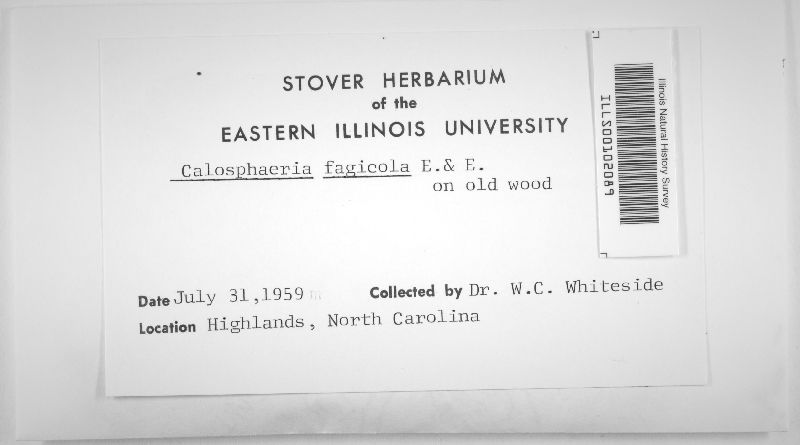 STOVER HERBARIUM
of the
EASTERN ILLINOIS UNIVERSITY
Calosphaeria fagicola E.& E.
on old wood
Date July 31,1959
Collected by Dr. W.C. Whiteside
Location Highlands, North Carolina
Illinois Natural History Survey
ILLS00102089